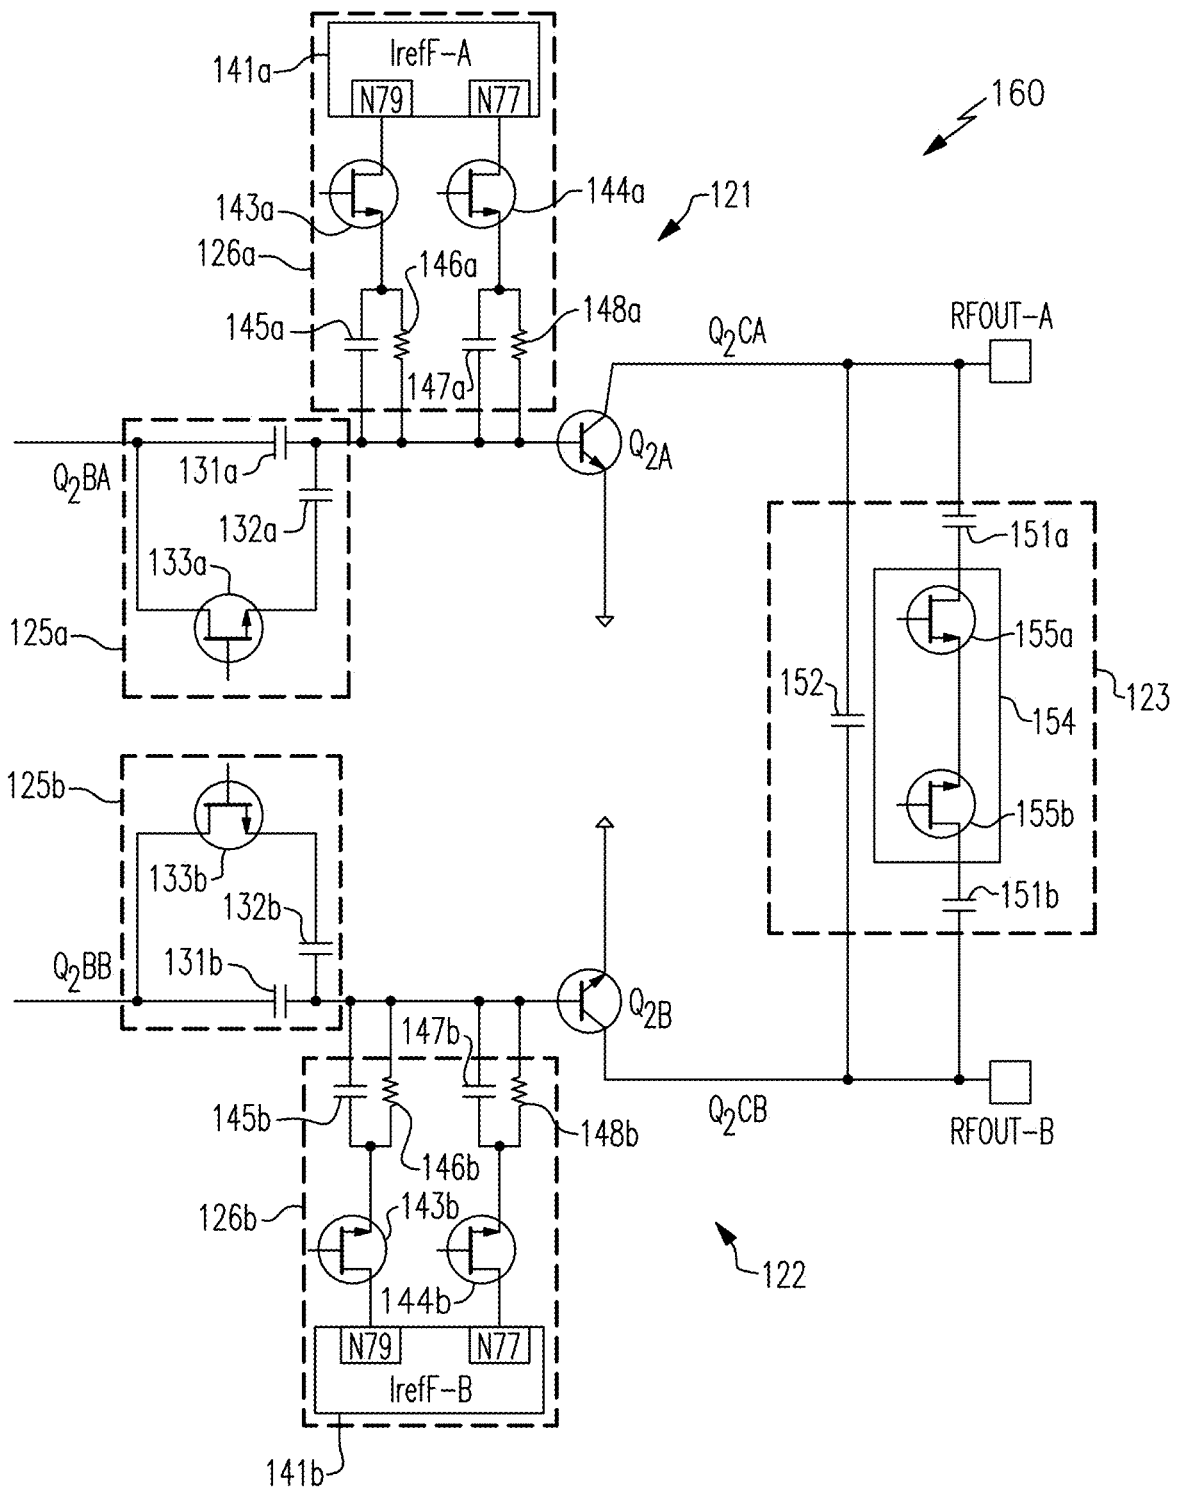 IrefF-A
141a
N79
N77
160
143a
144a
121
126a
146a
145a
148a
147a
Q2CA
RFOUT-A
131a
Q2A
Q2BA
132a
151a
133a
125a
155a
152
123
154
125b
133b
155b
132b
151b
Q2BB
131b
Q2B
147b
145b
148b
Q2CB
RFOUT-B
146b
143b
126b
122
144b
N79
N77
IrefF-B
141b